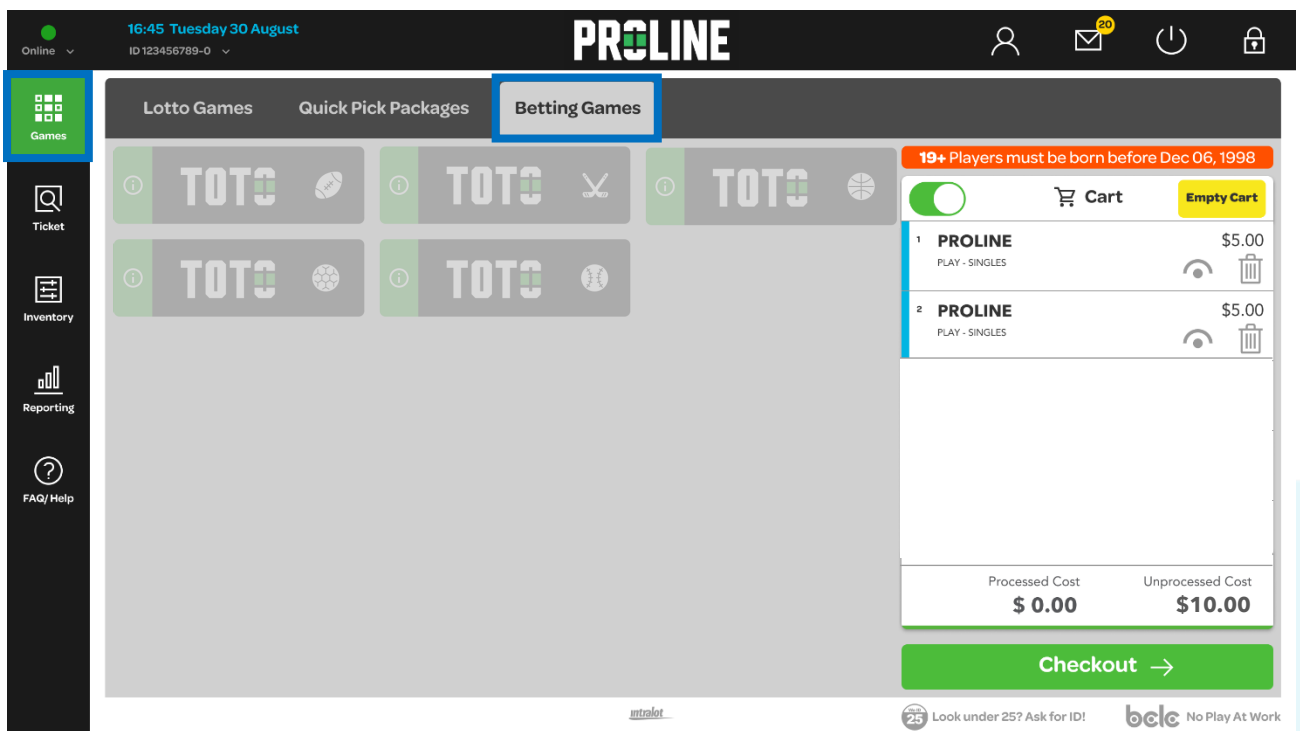 Online
16:45 Tuesday 30 August
ID 123456789-0
PROLINE
20
Games
Ticket
Inventory
Reporting
FAQ/Help
Lotto Games
Quick Pick Packages
Betting Games
TOTO
TOTO
TOTO
TOTO
TOTO
19+ Players must be born before Dec 06, 1998
Cart
Empty Cart
1 PROLINE $5.00
PLAY - SINGLES
2 PROLINE $5.00
PLAY - SINGLES
Processed Cost Unprocessed Cost
$ 0.00 $10.00
Checkout →
intralot
25 Look under 25? Ask for ID!
bclc No Play At Work